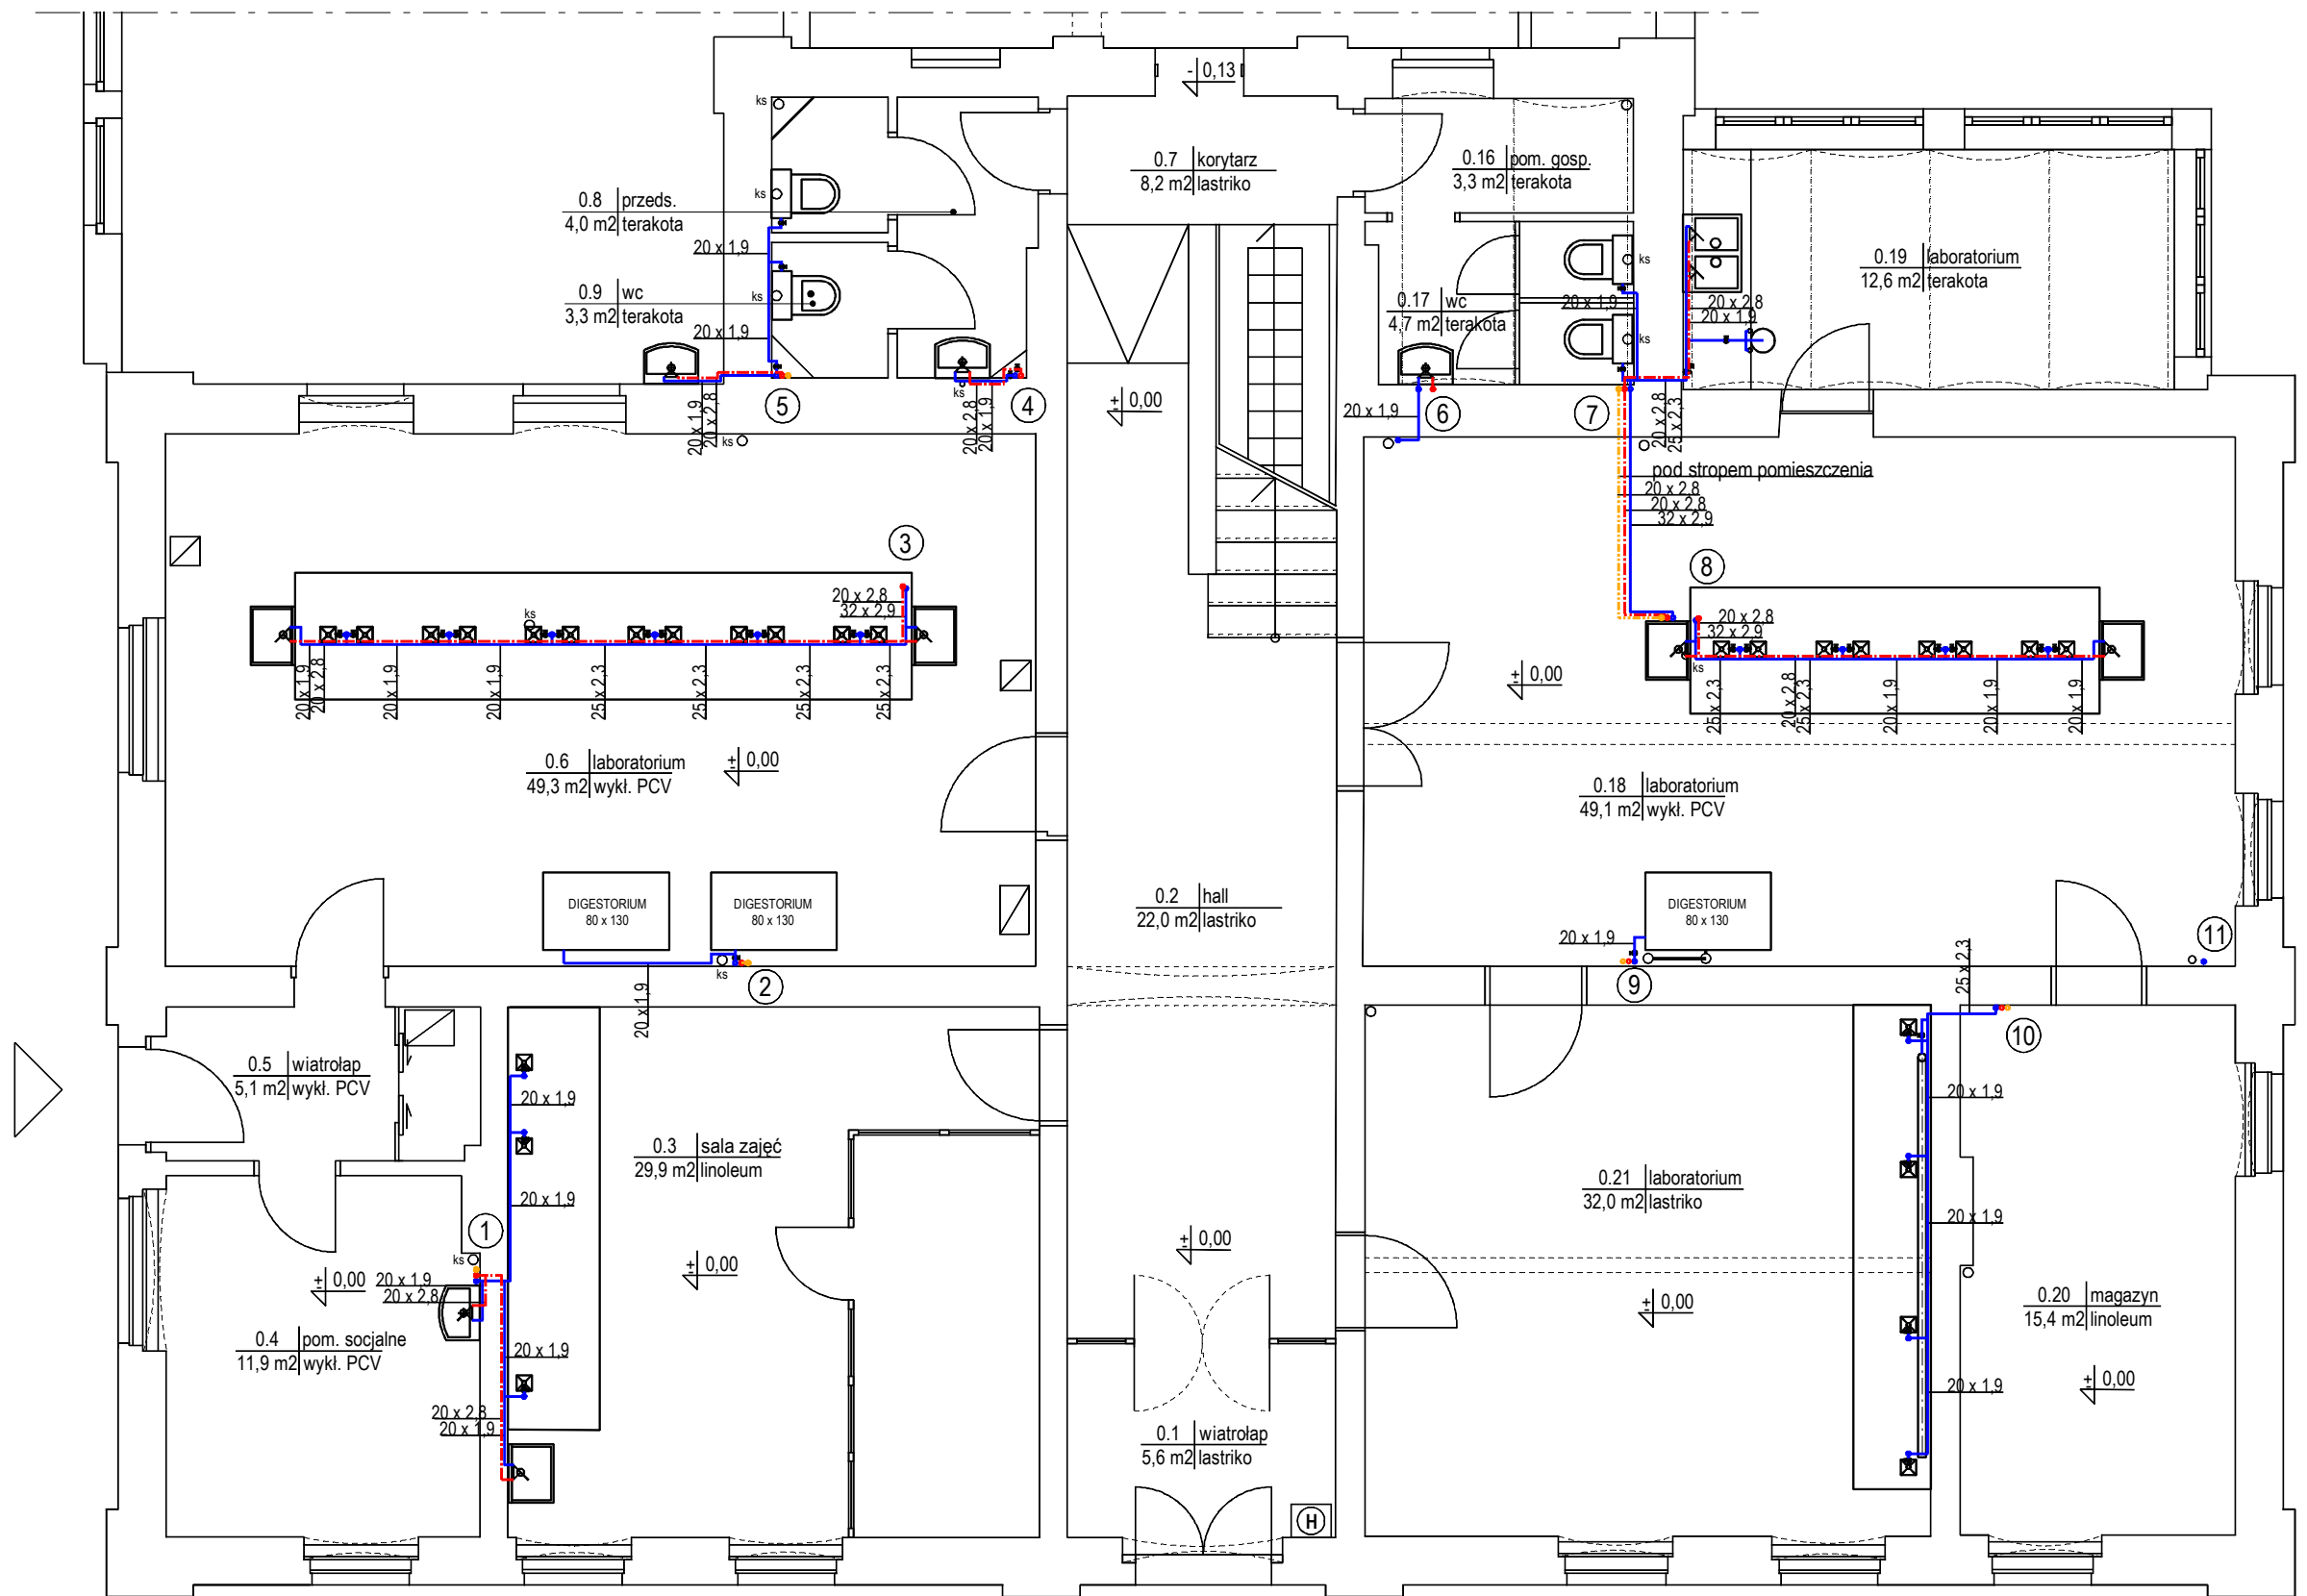 - 0,13
ks
0.7 korytarz
8,2 m2 lastriko
0.16 pom. gosp.
3,3 m2 terakota
ks
0.8 przeds.
4,0 m2 terakota
20 x 1,9
0.19 laboratorium
12,6 m2 terakota
ks
ks
0.9 wc
3,3 m2 terakota
0.17 wc
4,7 m2 terakota
20 x 1,9
20 x 2,8
20 x 1,9
20 x 1,9
ks
ks
20 x 1,9
20 x 2,8
ks
5
20 x 2,8
20 x 1,9
4
± 0,00
20 x 1,9
6
7
20 x 2,8
25 x 2,3
pod stropem pomieszczenia
20 x 2,8
20 x 2,8
32 x 2,9
3
8
20 x 2,8
32 x 2,9
ks
20 x 2,8
32 x 2,9
ks
± 0,00
20 x 1,9
20 x 2,8
20 x 1,9
20 x 1,9
25 x 2,3
25 x 2,3
25 x 2,3
25 x 2,3
25 x 2,3
20 x 2,8
25 x 2,3
20 x 1,9
20 x 1,9
20 x 1,9
0.6 laboratorium
49,3 m2 wykł. PCV
± 0,00
0.18 laboratorium
49,1 m2 wykł. PCV
DIGESTORIUM
80 x 130
DIGESTORIUM
80 x 130
0.2 hall
22,0 m2 lastriko
DIGESTORIUM
80 x 130
20 x 1,9
11
ks
2
20 x 1,9
9
25 x 2,3
10
0.5 wiatrołap
5,1 m2 wykł. PCV
20 x 1,9
20 x 1,9
0.3 sala zajęć
29,9 m2 linoleum
0.21 laboratorium
32,0 m2 lastriko
20 x 1,9
20 x 1,9
1
ks
± 0,00
± 0,00
± 0,00
20 x 1,9
20 x 2,8
± 0,00
0.20 magazyn
15,4 m2 linoleum
0.4 pom. socjalne
11,9 m2 wykł. PCV
20 x 1,9
± 0,00
20 x 1,9
20 x 2,8
20 x 1,9
0.1 wiatrołap
5,6 m2 lastriko
H